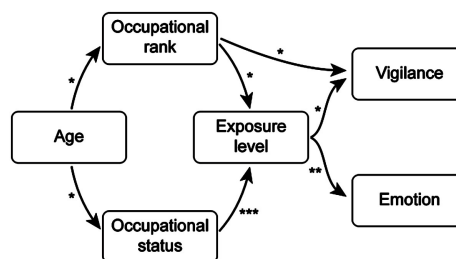 Occupational
rank
*
*
*
Vigilance
Age
Exposure
level
*
**
*
***
Occupational
status
Emotion